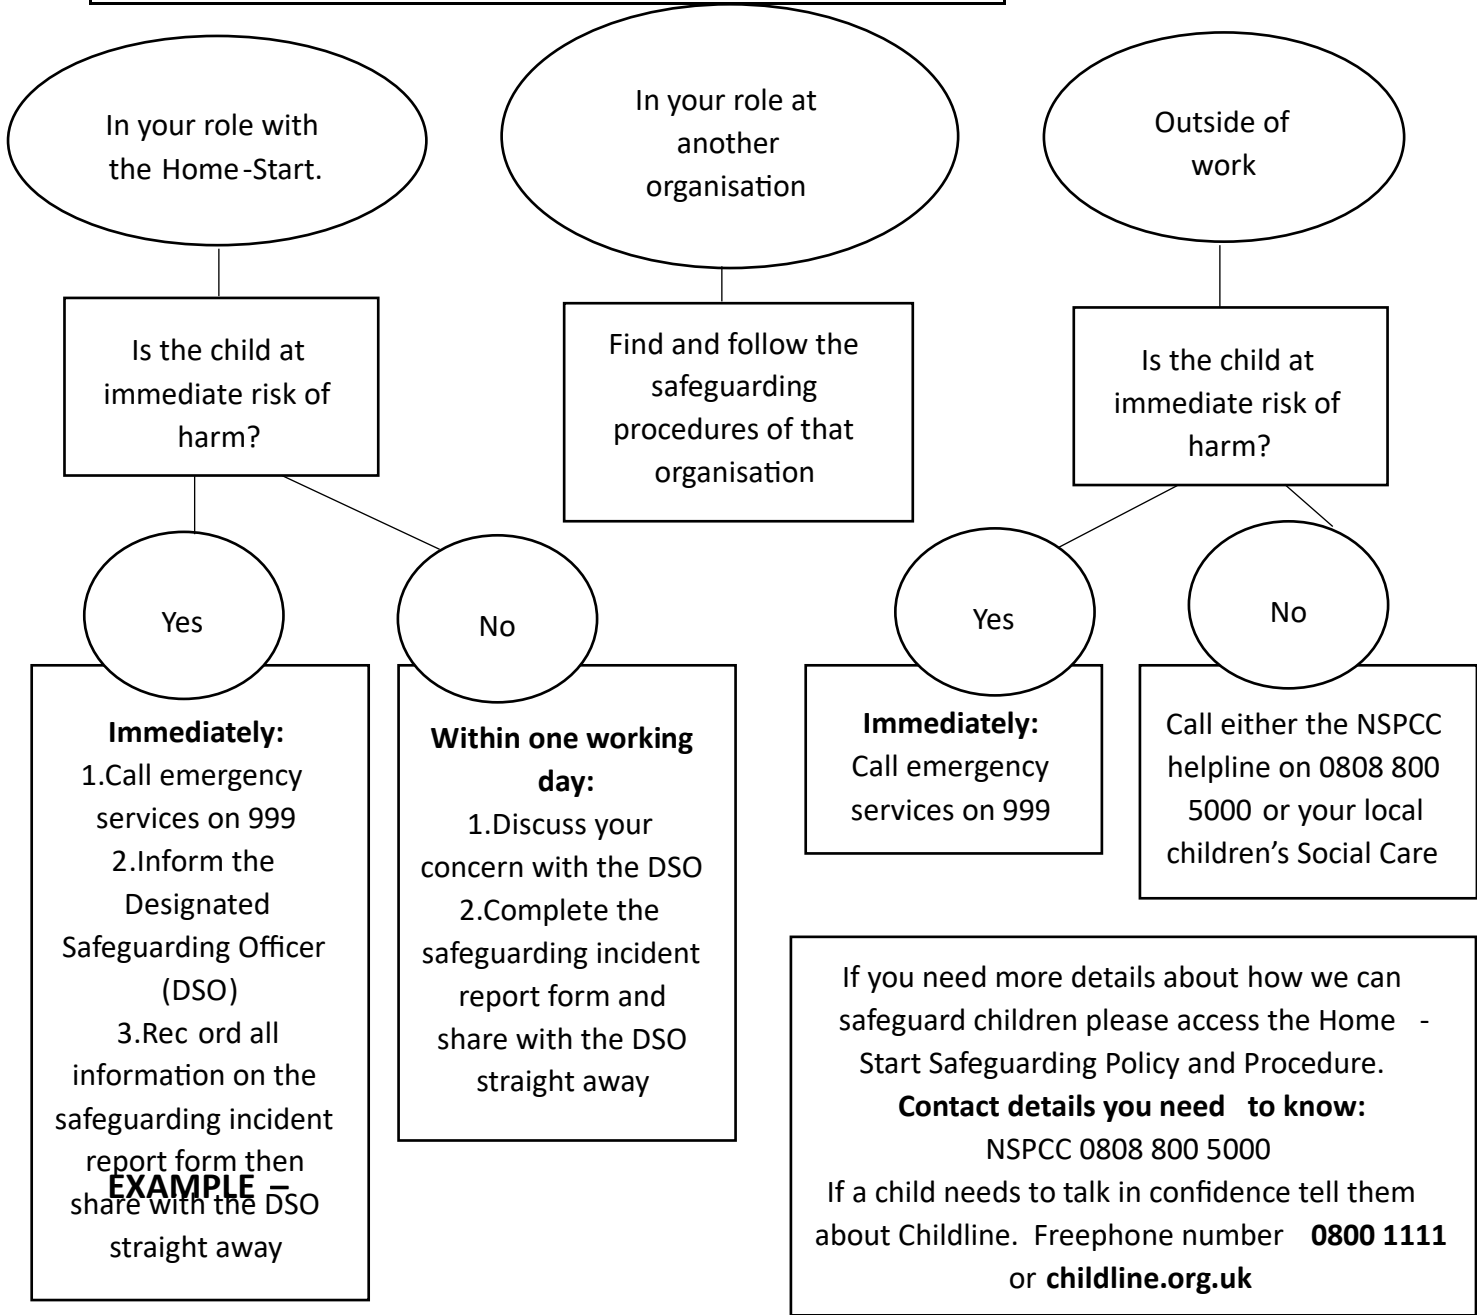 In your role with
the Home-Start.
In your role at
another
organisation
Outside of
work
Is the child at
immediate risk of
harm?
Find and follow the
safeguarding
procedures of that
organisation
Is the child at
immediate risk of
harm?
Yes
No
Yes
No
Immediately:
1.Call emergency
services on 999
2.Inform the
Designated
Safeguarding Officer
(DSO)
3.Rec ord all
information on the
safeguarding incident
report form then
share with the DSO
straight away
EXAMPLE –
Within one working
day:
1.Discuss your
concern with the DSO
2.Complete the
safeguarding incident
report form and
share with the DSO
straight away
Immediately:
Call emergency
services on 999
Call either the NSPCC
helpline on 0808 800
5000 or your local
children’s Social Care
If you need more details about how we can
safeguard children please access the Home -
Start Safeguarding Policy and Procedure.
Contact details you need to know:
NSPCC 0808 800 5000
If a child needs to talk in confidence tell them
about Childline. Freephone number 0800 1111
or childline.org.uk